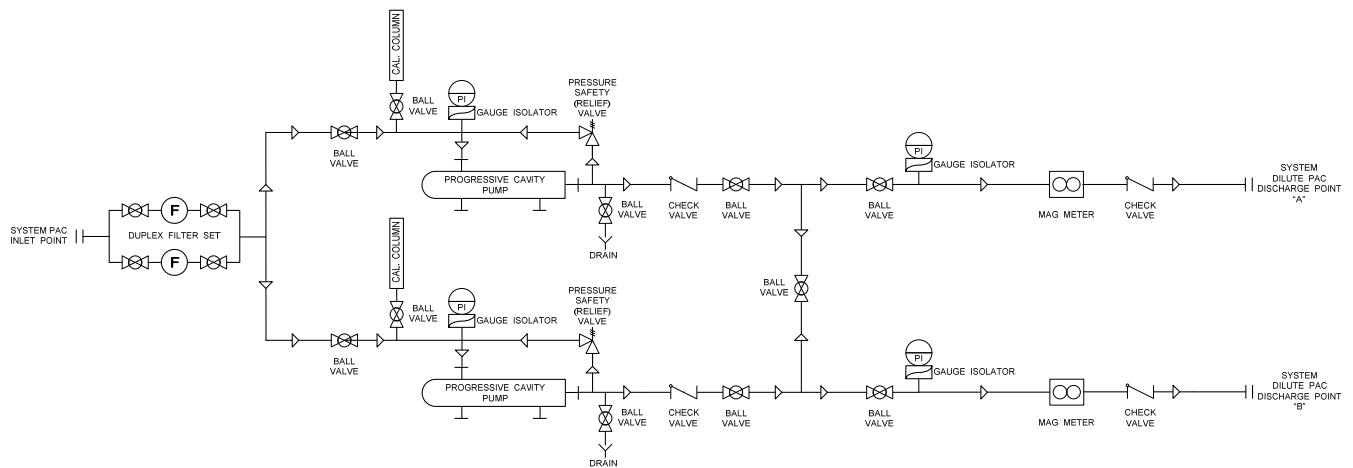 CAL. COLUMN
BALL
VALVE
PI
GAUGE ISOLATOR
PRESSURE
SAFETY
(RELIEF)
VALVE
BALL
VALVE
PROGRESSIVE CAVITY
PUMP
BALL
VALVE
CHECK
VALVE
BALL
VALVE
DRAIN
BALL
VALVE
PI
GAUGE ISOLATOR
MAG METER
CHECK
VALVE
SYSTEM
DILUTE PAC
DISCHARGE POINT
"A"
SYSTEM PAC
INLET POINT
F
DUPLEX FILTER SET
F
BALL
VALVE
CAL. COLUMN
BALL
VALVE
PI
GAUGE ISOLATOR
PRESSURE
SAFETY
(RELIEF)
VALVE
BALL
VALVE
PROGRESSIVE CAVITY
PUMP
BALL
VALVE
CHECK
VALVE
BALL
VALVE
DRAIN
BALL
VALVE
PI
GAUGE ISOLATOR
MAG METER
CHECK
VALVE
SYSTEM
DILUTE PAC
DISCHARGE POINT
"B"